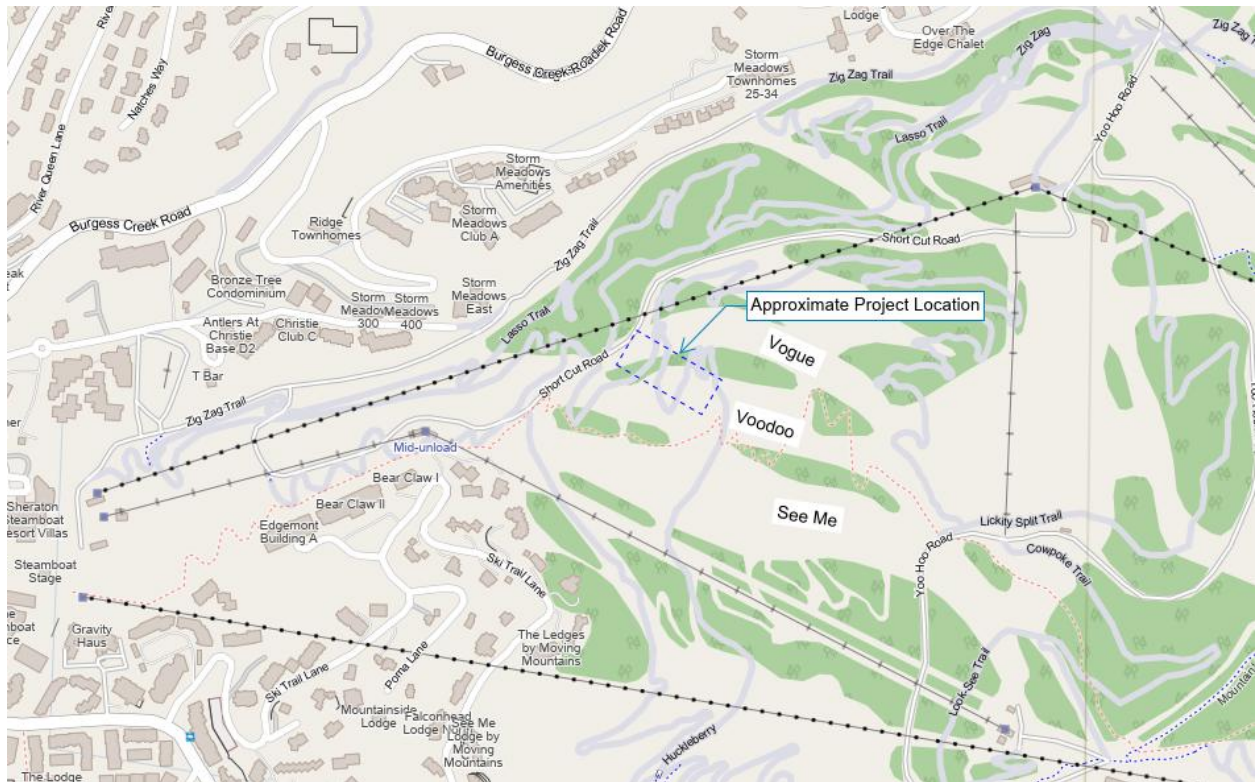 River
River Queen Lane
Natches Way
Burgess Creek Road
Burgess Creek Road
Storm
Meadows
Townhomes
25-34
Lodge
Over The
Edge Chalet
Zig Zag
Zig Zag Trail
Zig Zag T
Yoo Hoo Road
Lasso Trail
Storm
Meadows
Amenities
Ridge
Townhomes
Storm
Meadows
Club A
Zig Zag Trail
Short Cut Road
Bronze Tree
Condominium
Storm
Meadows
East
Storm
Meadows
300
Storm
Meadows
400
Antlers At
Christie
Base D2
Christie
Club C
Lasso Trail
Approximate Project Location
Vogue
T Bar
Short Cut Road
Zig Zag Trail
Voodoo
Mid-unload
Bear Claw I
Bear Claw II
Edgemont
Building A
See Me
Sheraton
Steamboat
Resort Villas
Lickity Split Trail
Cowpoke Trail
Yoo Hoo Road
Steamboat
Stage
Ski Trail Lane
Gravity
Haus
The Ledges
by Moving
Mountains
Poma Lane
Ski Trail Lane
Look-See Trail
Mountain
Mountainside
Lodge
Falconhead
Lodge North
See Me
Lodge by
Moving
Mountains
Huckleberry
The Lodge